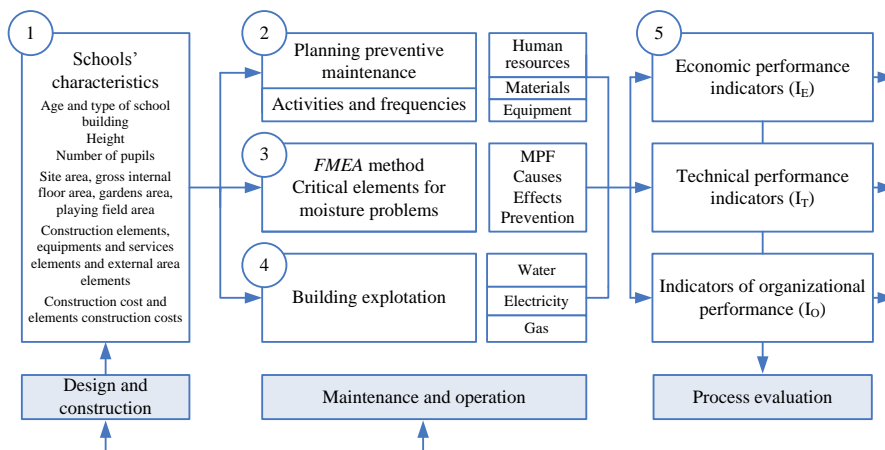 1
Schools'
characteristics
Age and type of school
building
Height
Number of pupils
Site area, gross internal
floor area, gardens area,
playing field area
Construction elements,
equipments and services
elements and external area
elements
Construction cost and
elements construction costs
Design and
construction
2
Planning preventive
maintenance
Activities and frequencies
Human
resources
Materials
Equipment
3
FMEA method
Critical elements for
moisture problems
MPF
Causes
Effects
Prevention
4
Building explotation
Water
Electricity
Gas
Maintenance and operation
5
Economic performance
indicators (IE)
Technical performance
indicators (IT)
Indicators of organizational
performance (IO)
Process evaluation